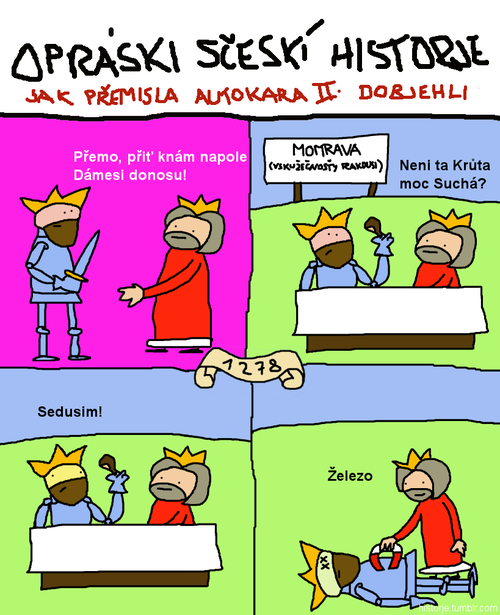 OPRÁSKI SČESKÍ HISTORJE
JAK PŘEMISLA AUTOKARA II. DOBJEHLI
Přemo, přiť knám napole
Dámesi donosu!
MOMRAVA
(VSKUŽEČNOSŤY RAKOUSI)
Neni ta Krůta
moc Suchá?
1278
Sedusim!
Železo
historje.tumblr.com